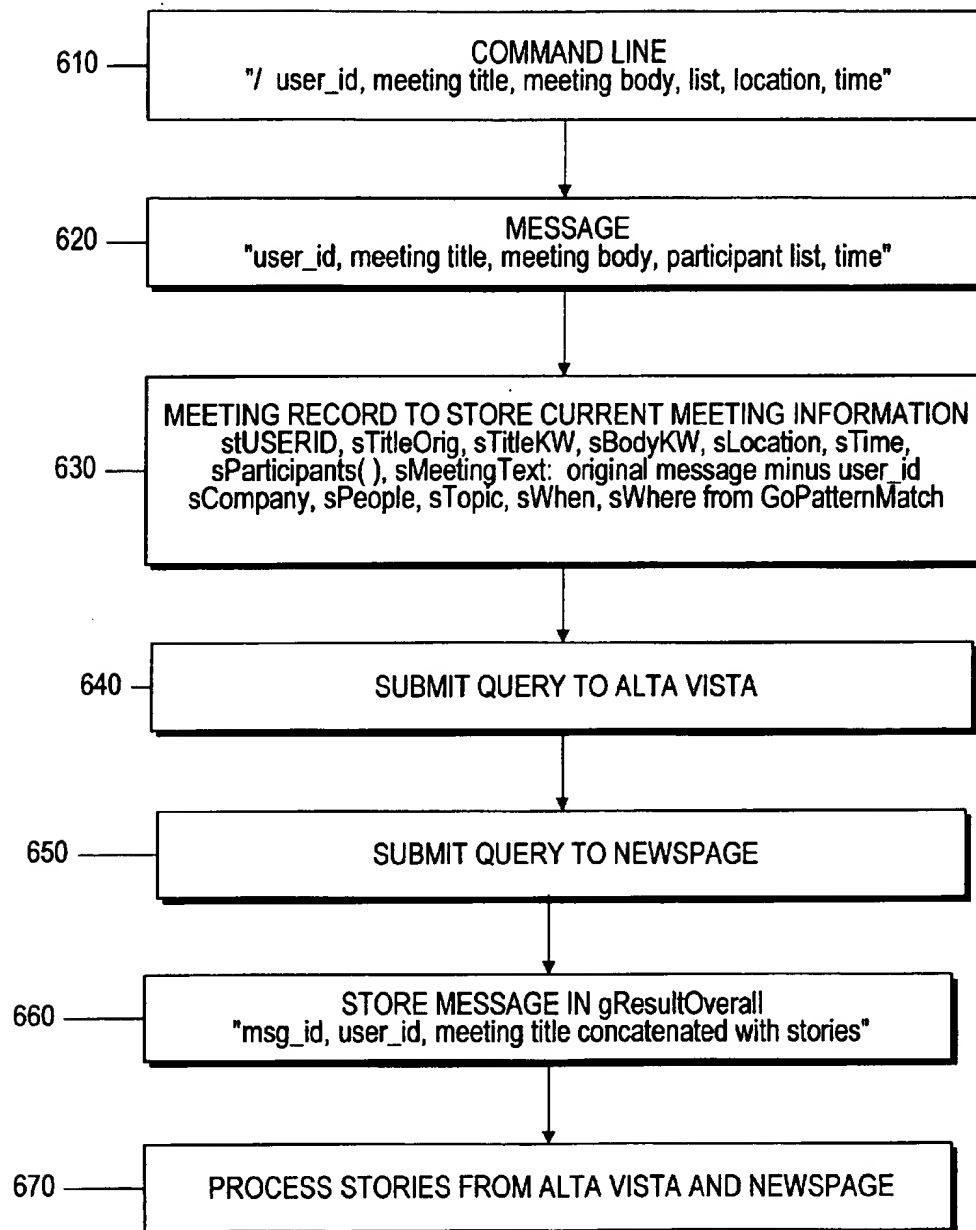 610
COMMAND LINE
"/ user_id, meeting title, meeting body, list, location, time"
620
MESSAGE
"user_id, meeting title, meeting body, participant list, time"
630
MEETING RECORD TO STORE CURRENT MEETING INFORMATION
stUSERID, sTitleOrig, sTitleKW, sBodyKW, sLocation, sTime,
sParticipants( ), sMeetingText: original message minus user_id
sCompany, sPeople, sTopic, sWhen, sWhere from GoPatternMatch
640
SUBMIT QUERY TO ALTA VISTA
650
SUBMIT QUERY TO NEWSPAGE
660
STORE MESSAGE IN gResultOverall
"msg_id, user_id, meeting title concatenated with stories"
670
PROCESS STORIES FROM ALTA VISTA AND NEWSPAGE